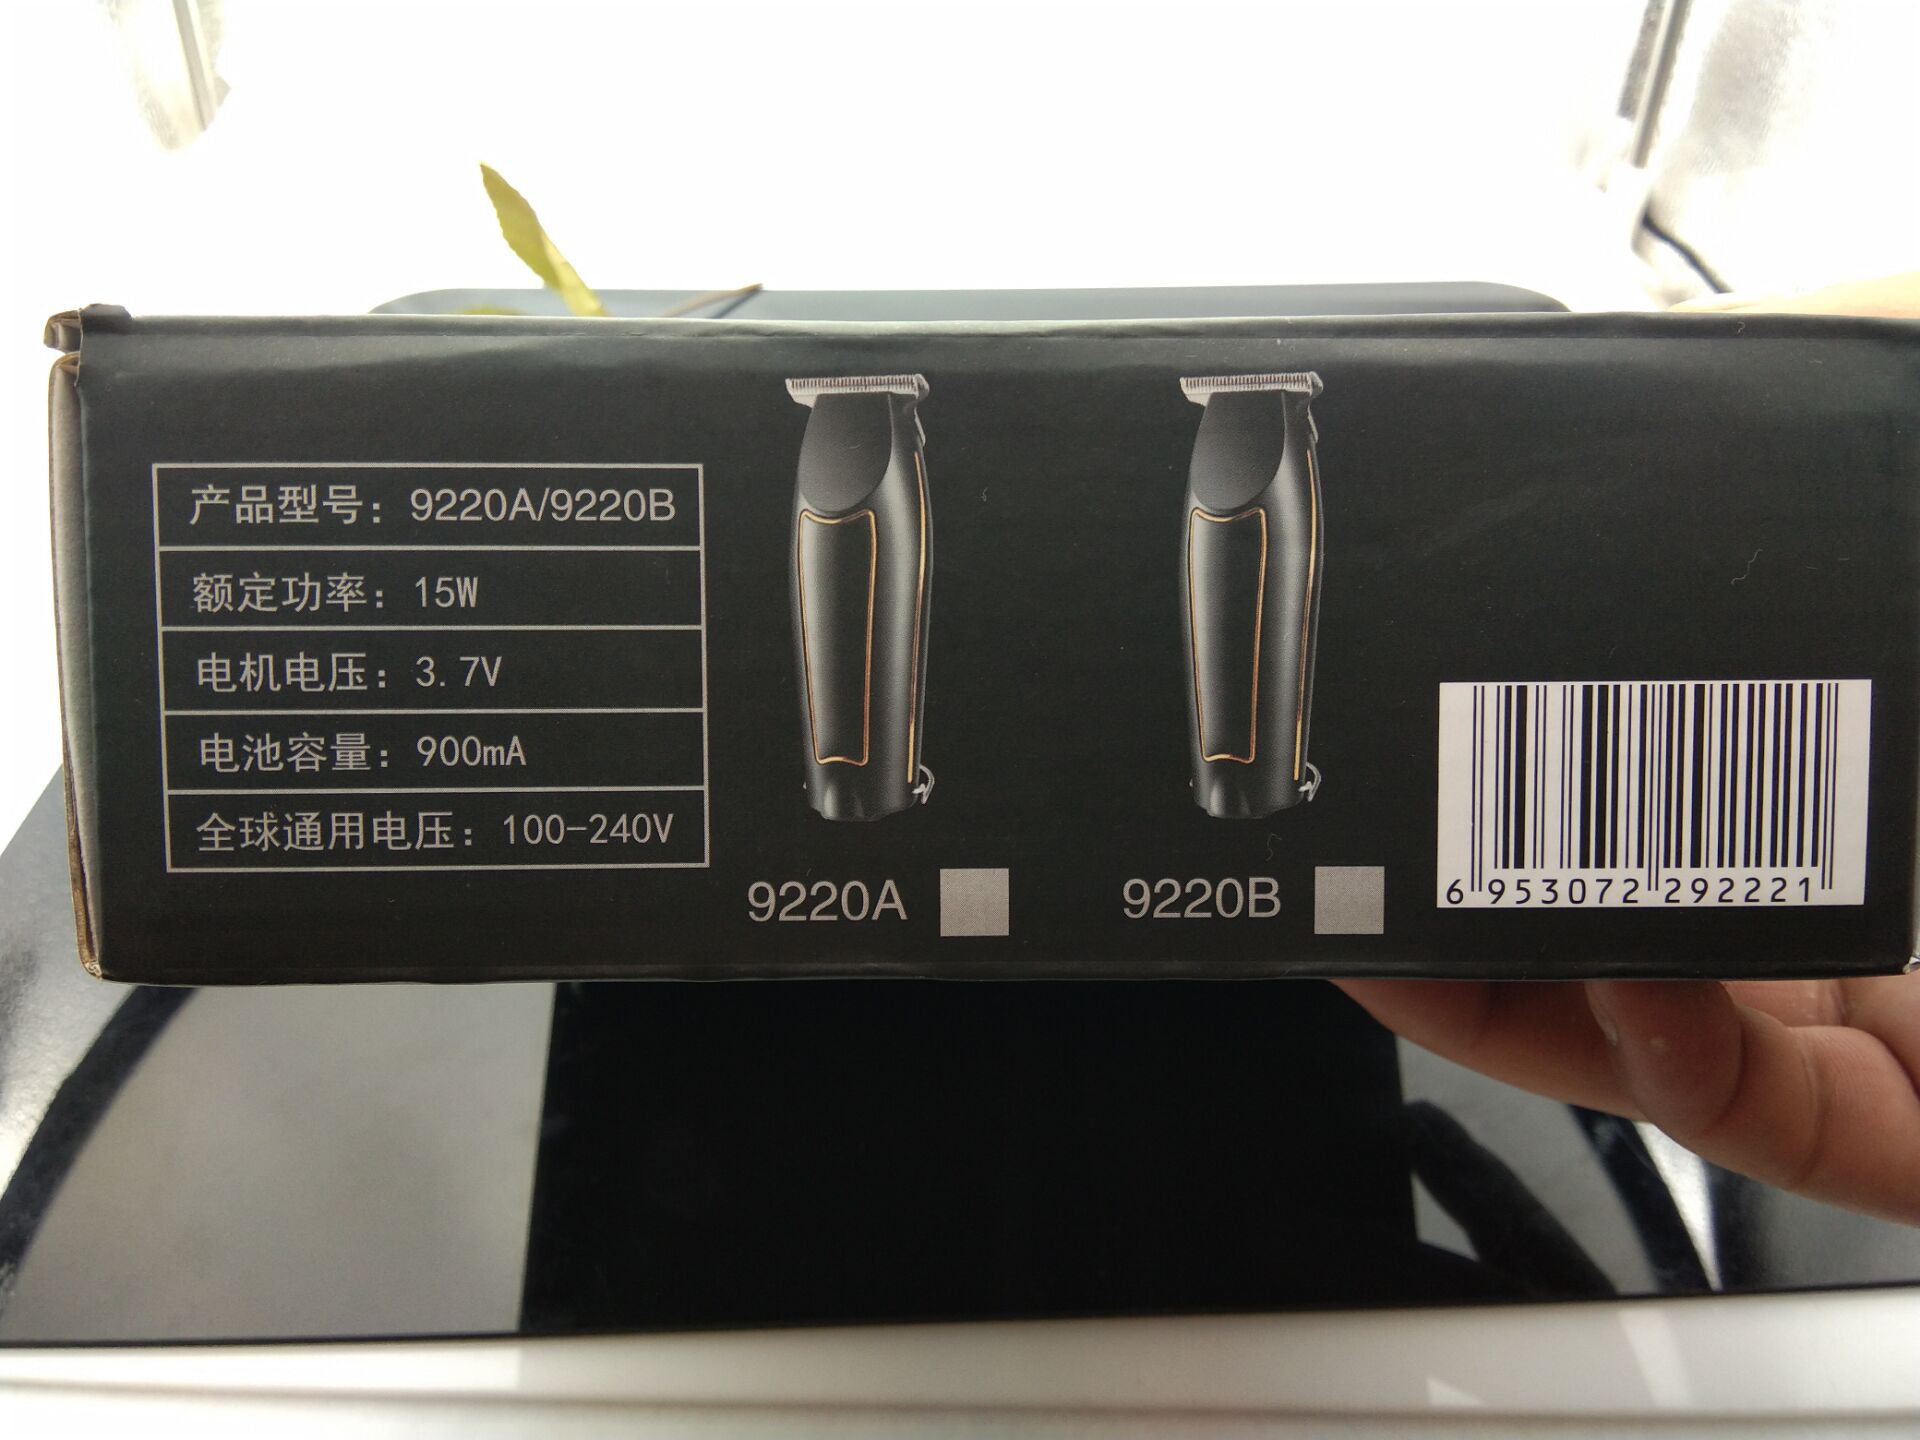 产品型号：9220A/9220B
额定功率：15W
电机电压：3.7V
电池容量：900mA
全球通用电压：100-240V
9220A
9220B
6 953072 292221